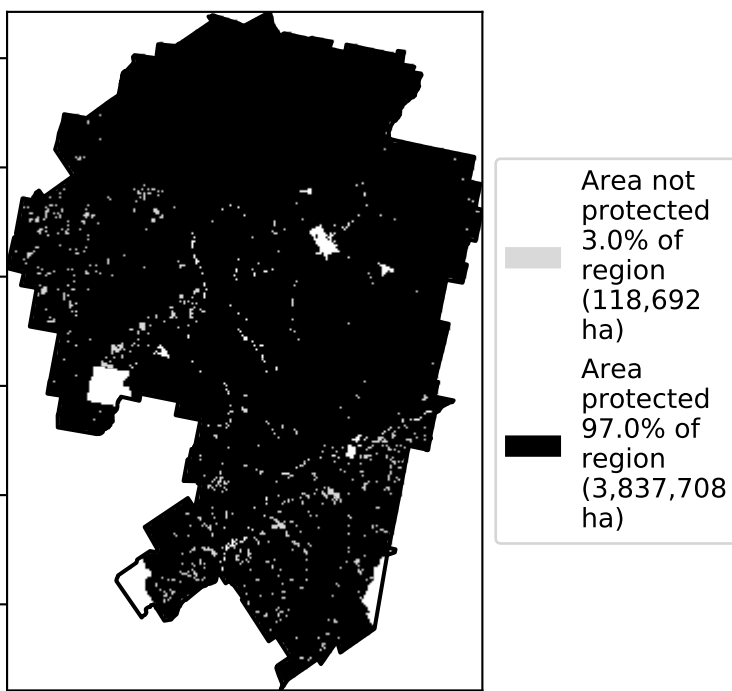 Area not
protected
3.0% of
region
(118,692
ha)
Area
protected
97.0% of
region
(3,837,708
ha)